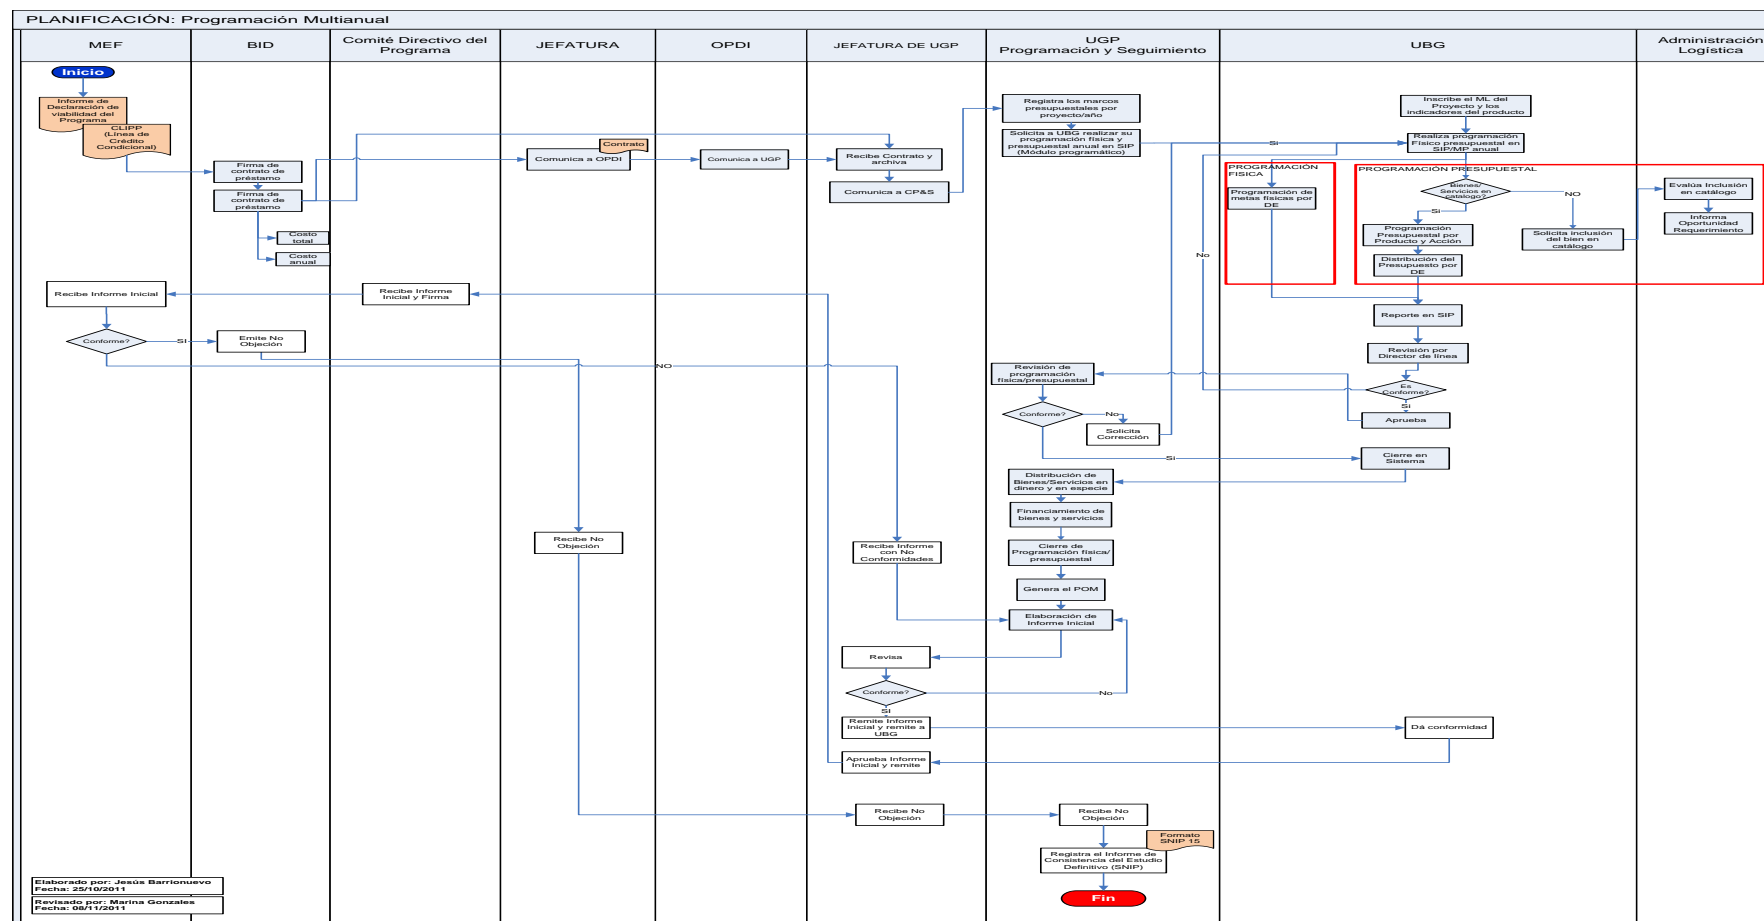 PLANIFICACIÓN: Programación Multianual
MEF
BID
Comité Directivo del
Programa
JEFATURA
OPDI
JEFATURA DE UGP
UGP
Programación y Seguimiento
UBG
Administración
Logística
Inicio
Informe de
Declaración de
viabilidad del
Programa
CLIPP
(Línea de
Crédito
Condicional)
Firma de
contrato de
préstamo
Firma de
contrato de
préstamo
Costo
total
Costo
anual
Contrato
Comunica a OPDI
Comunica a UGP
Recibe Contrato y
archiva
Comunica a CP&S
Registra los marcos
presupuestales por
proyecto/año
Solicita a UBG realizar su
programación física y
presupuestal anual en SIP
(Módulo programático)
Si
Inscribe el ML del
Proyecto y los
indicadores del producto
Realiza programación
Físico presupuestal en
SIP/MP anual
PROGRAMACIÓN
FISICA
Programación de
metas físicas por
DE
PROGRAMACIÓN PRESUPUESTAL
Bienes/
Servicios en
catálogo?
NO
Si
Programación
Presupuestal por
Producto y Acción
Distribución del
Presupuesto por
DE
Solicita inclusión
del bien en
catálogo
Evalúa Inclusión
en catálogo
Informa
Oportunidad
Requerimiento
No
Recibe Informe Inicial
Recibe Informe
Inicial y Firma
Reporte en SIP
Conforme?
SI
Emite No
Objeción
NO
Revisión por
Director de línea
Revisión de
programación
física/presupuestal
Es
Conforme?
Si
Aprueba
Conforme?
No
Solicita
Corrección
Si
Cierre en
Sistema
Distribución de
Bienes/Servicios en
dinero y en especie
Financiamiento de
bienes y servicios
Recibe No
Objeción
Recibe Informe
con No
Conformidades
Cierre de
Programación física/
presupuestal
Genera el POM
Elaboración de
Informe Inicial
Revisa
Conforme?
No
SI
Remite Informe
Inicial y remite a
UBG
Dá conformidad
Aprueba Informe
Inicial y remite
Recibe No
Objeción
Recibe No
Objeción
Formato
SNIP 15
Registra el Informe de
Consistencia del Estudio
Definitivo (SNIP)
Fin
Elaborado por: Jesús Barrionuevo
Fecha: 25/10/2011
Revisado por: Marina Gonzales
Fecha: 08/11/2011